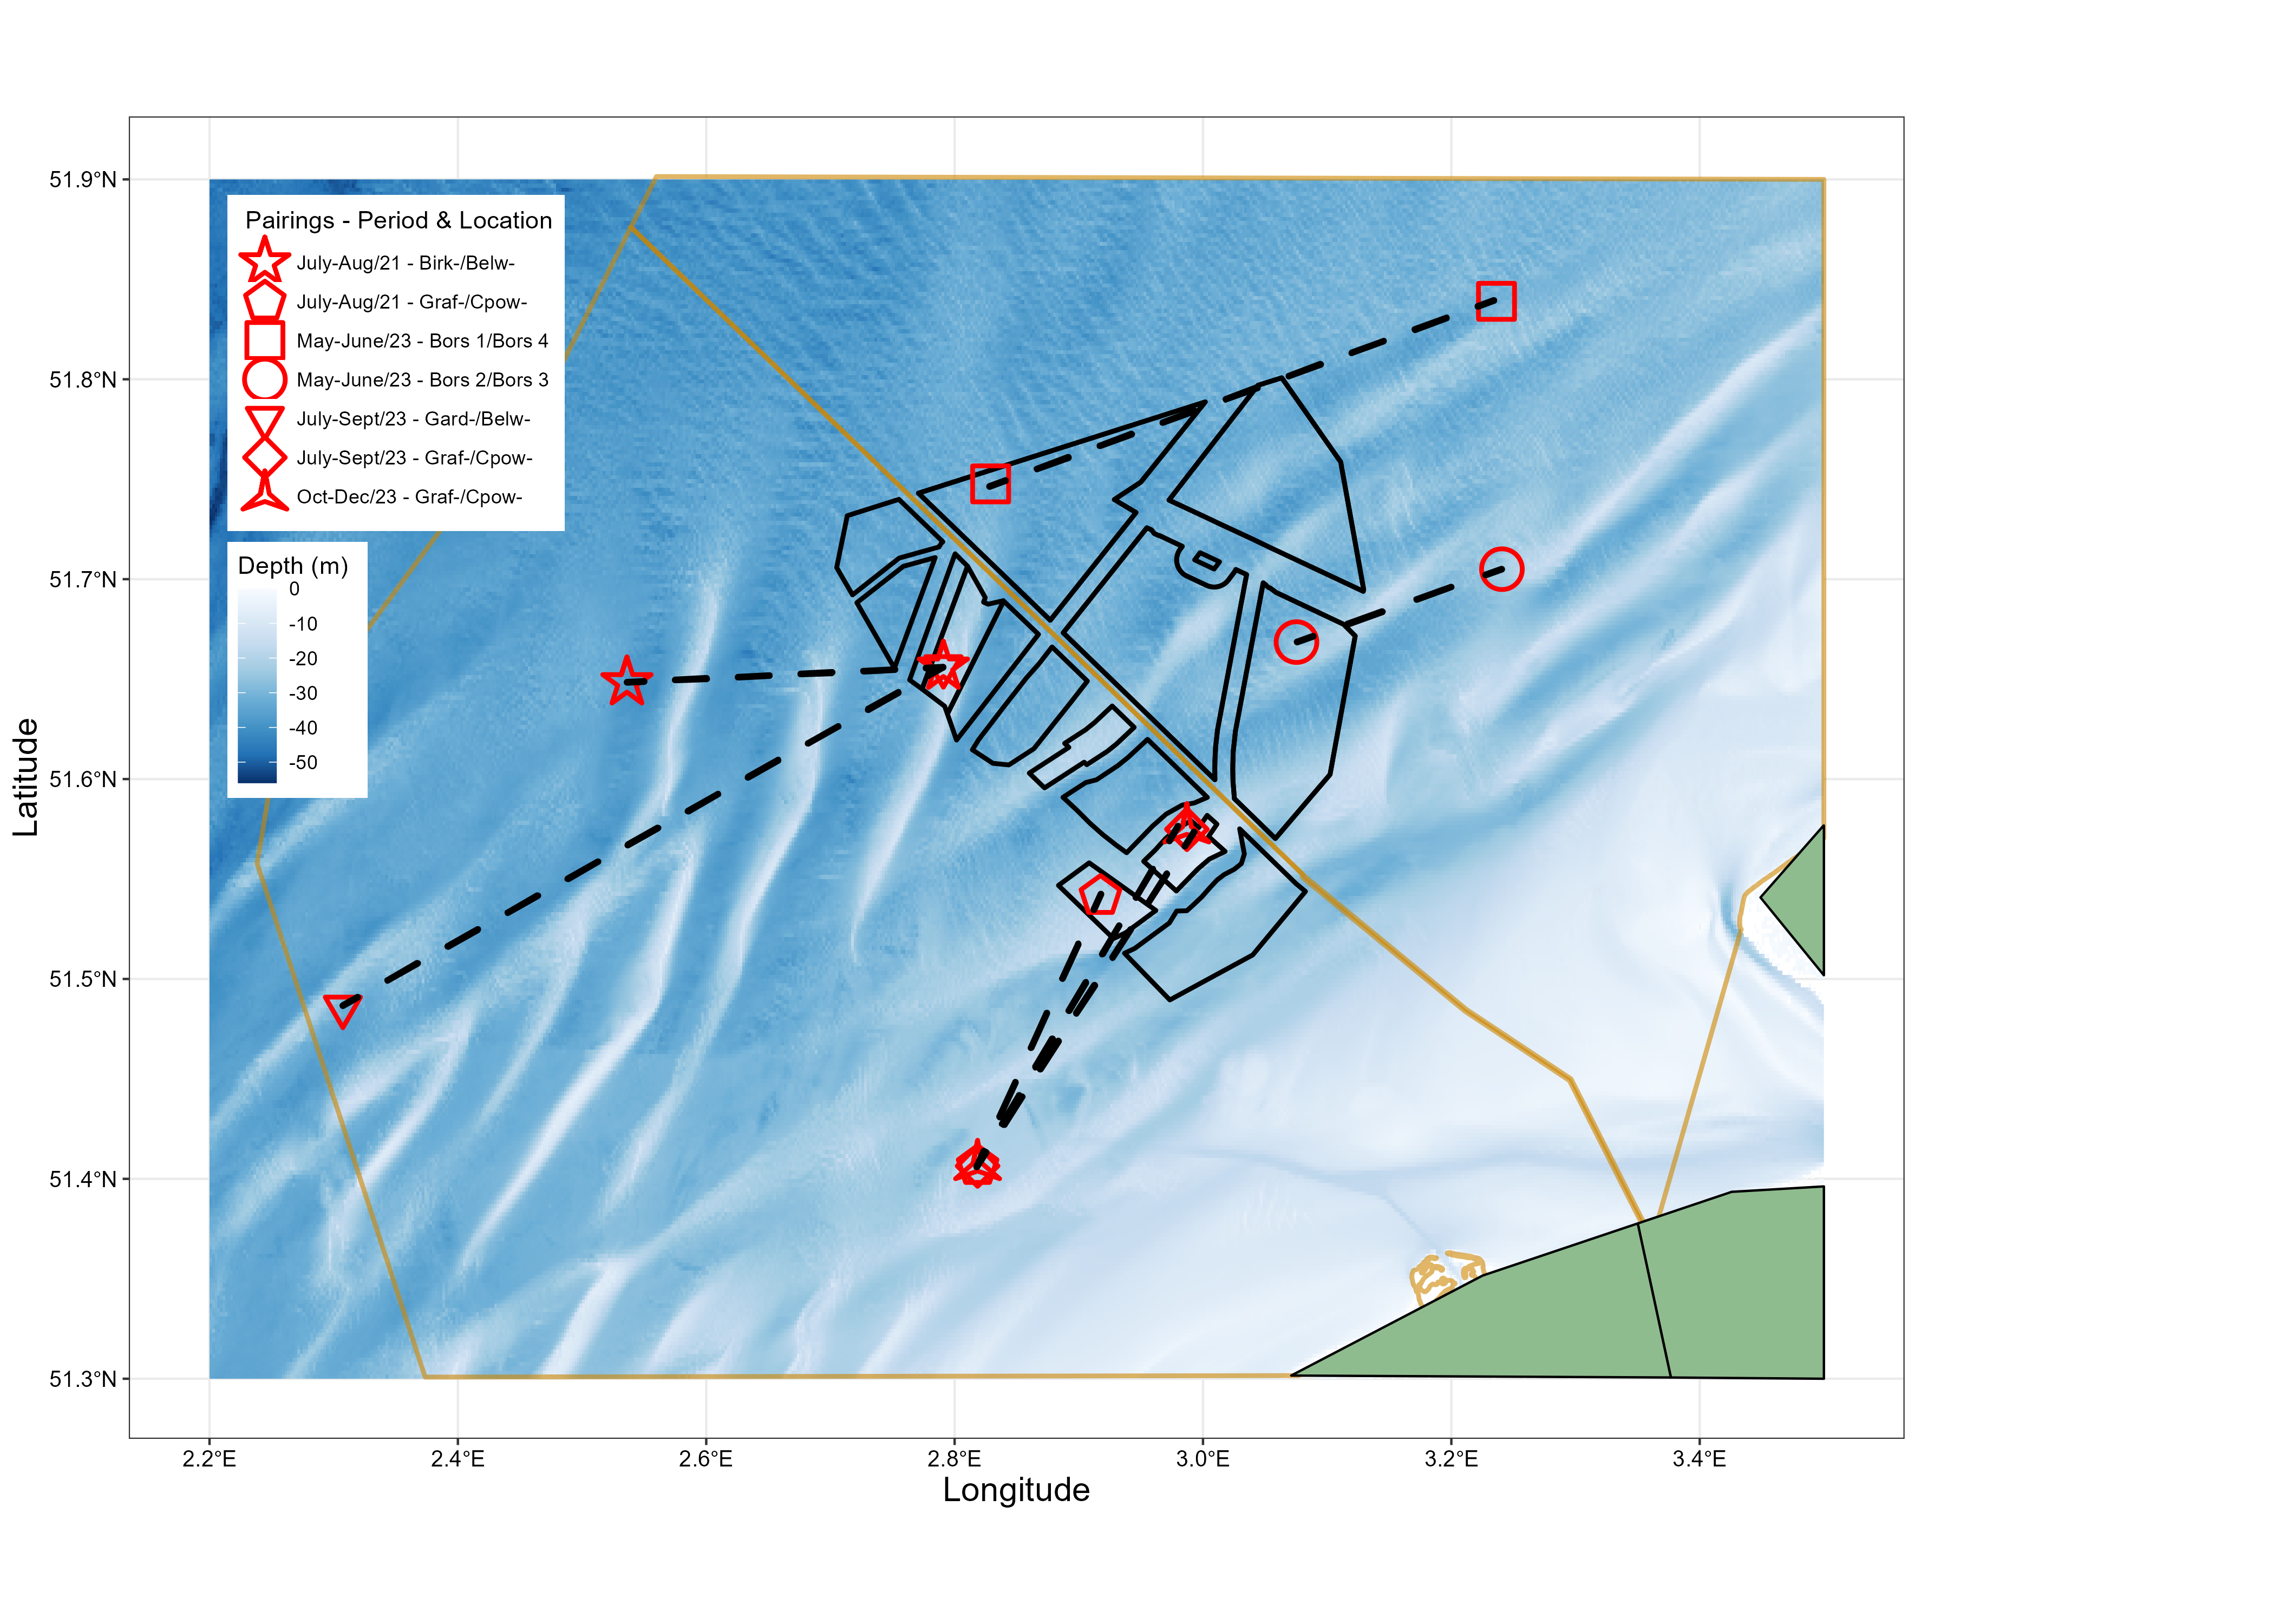 51.9°N
51.8°N
51.7°N
51.6°N
51.5°N
51.4°N
51.3°N
Latitude
Pairings - Period & Location
July-Aug/21 - Birk-/Belw-
July-Aug/21 - Graf-/Cpow-
May-June/23 - Bors 1/Bors 4
May-June/23 - Bors 2/Bors 3
July-Sept/23 - Gard-/Belw-
July-Sept/23 - Graf-/Cpow-
Oct-Dec/23 - Graf-/Cpow-
Depth (m)
0
-10
-20
-30
-40
-50
2.2°E 2.4°E 2.6°E 2.8°E 3.0°E 3.2°E 3.4°E
Longitude